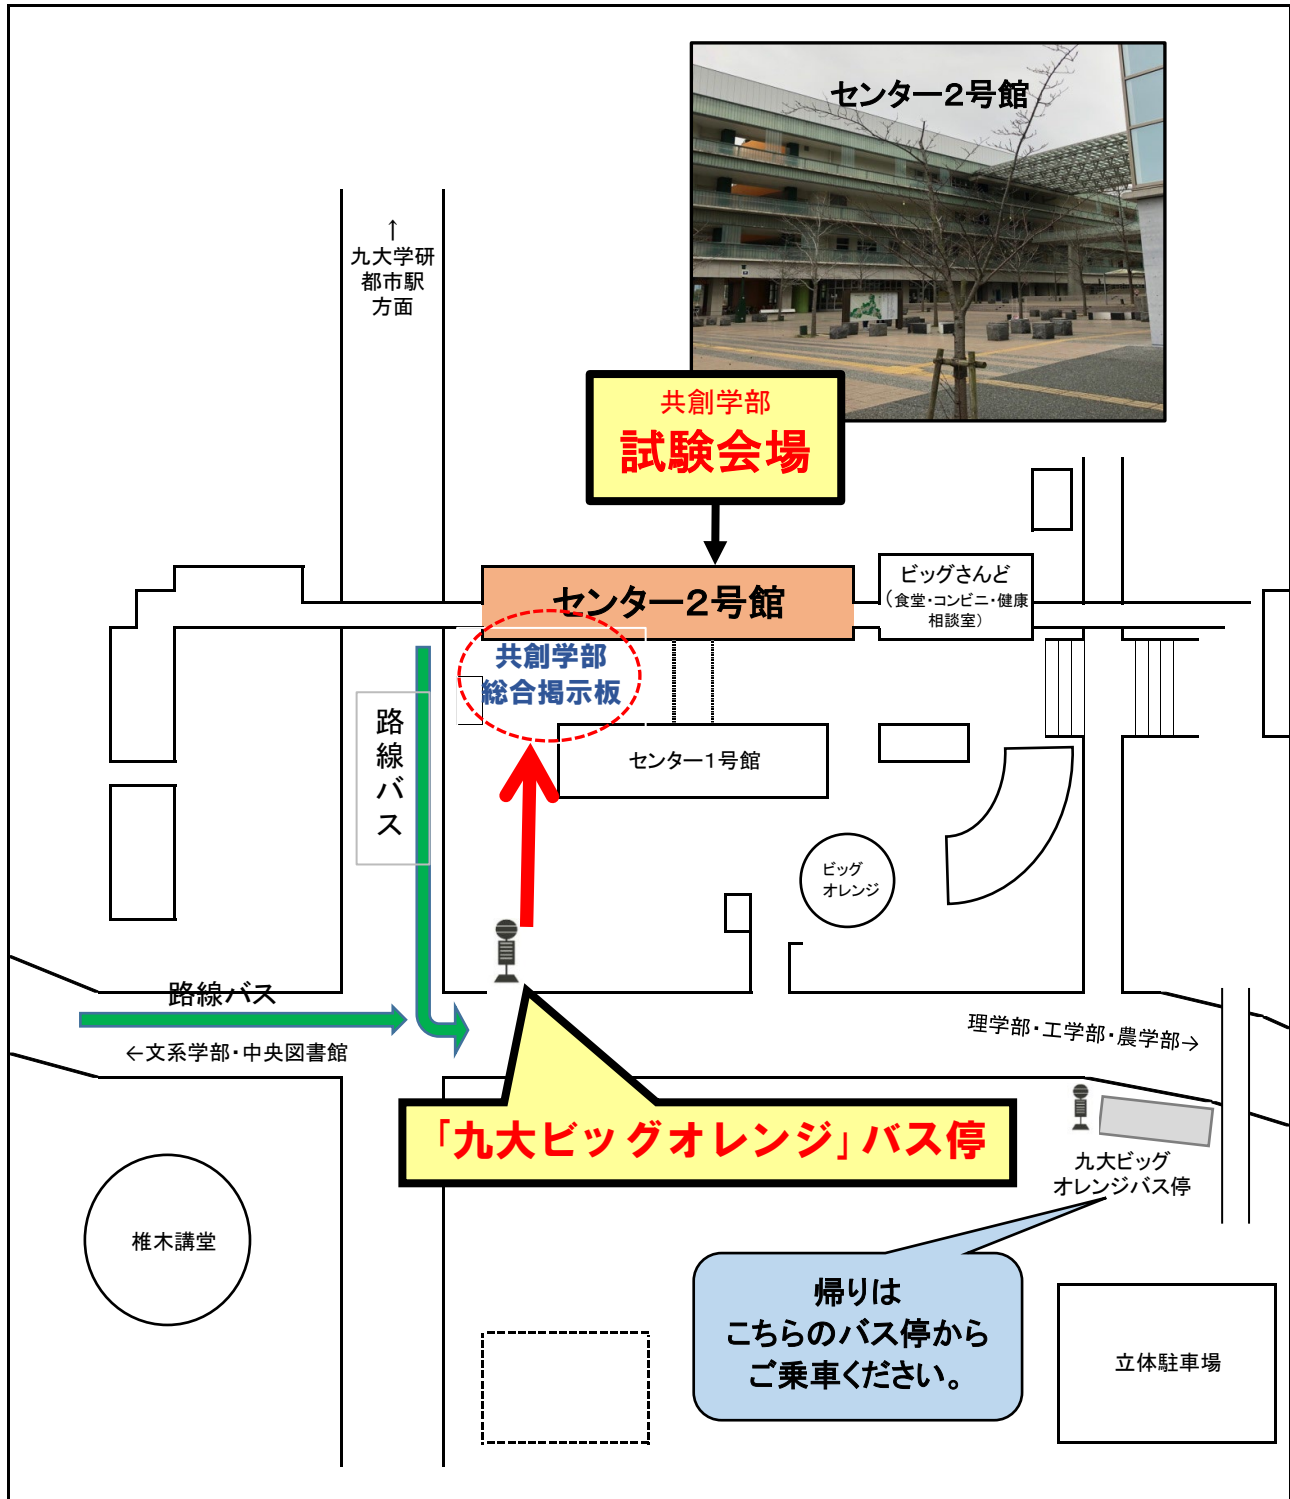 センター2号館
↑
九大学研
都市駅
方面
共創学部
試験会場
センター2号館
ビッグさんど
(食堂・コンビニ・健康
相談室)
共創学部
総合掲示板
路線バス
センター1号館
ビッグ
オレンジ
路線バス
←文系学部・中央図書館
理学部・工学部・農学部→
「九大ビッグオレンジ」バス停
九大ビッグ
オレンジバス停
椎木講堂
帰りは
こちらのバス停から
ご乗車ください。
立体駐車場